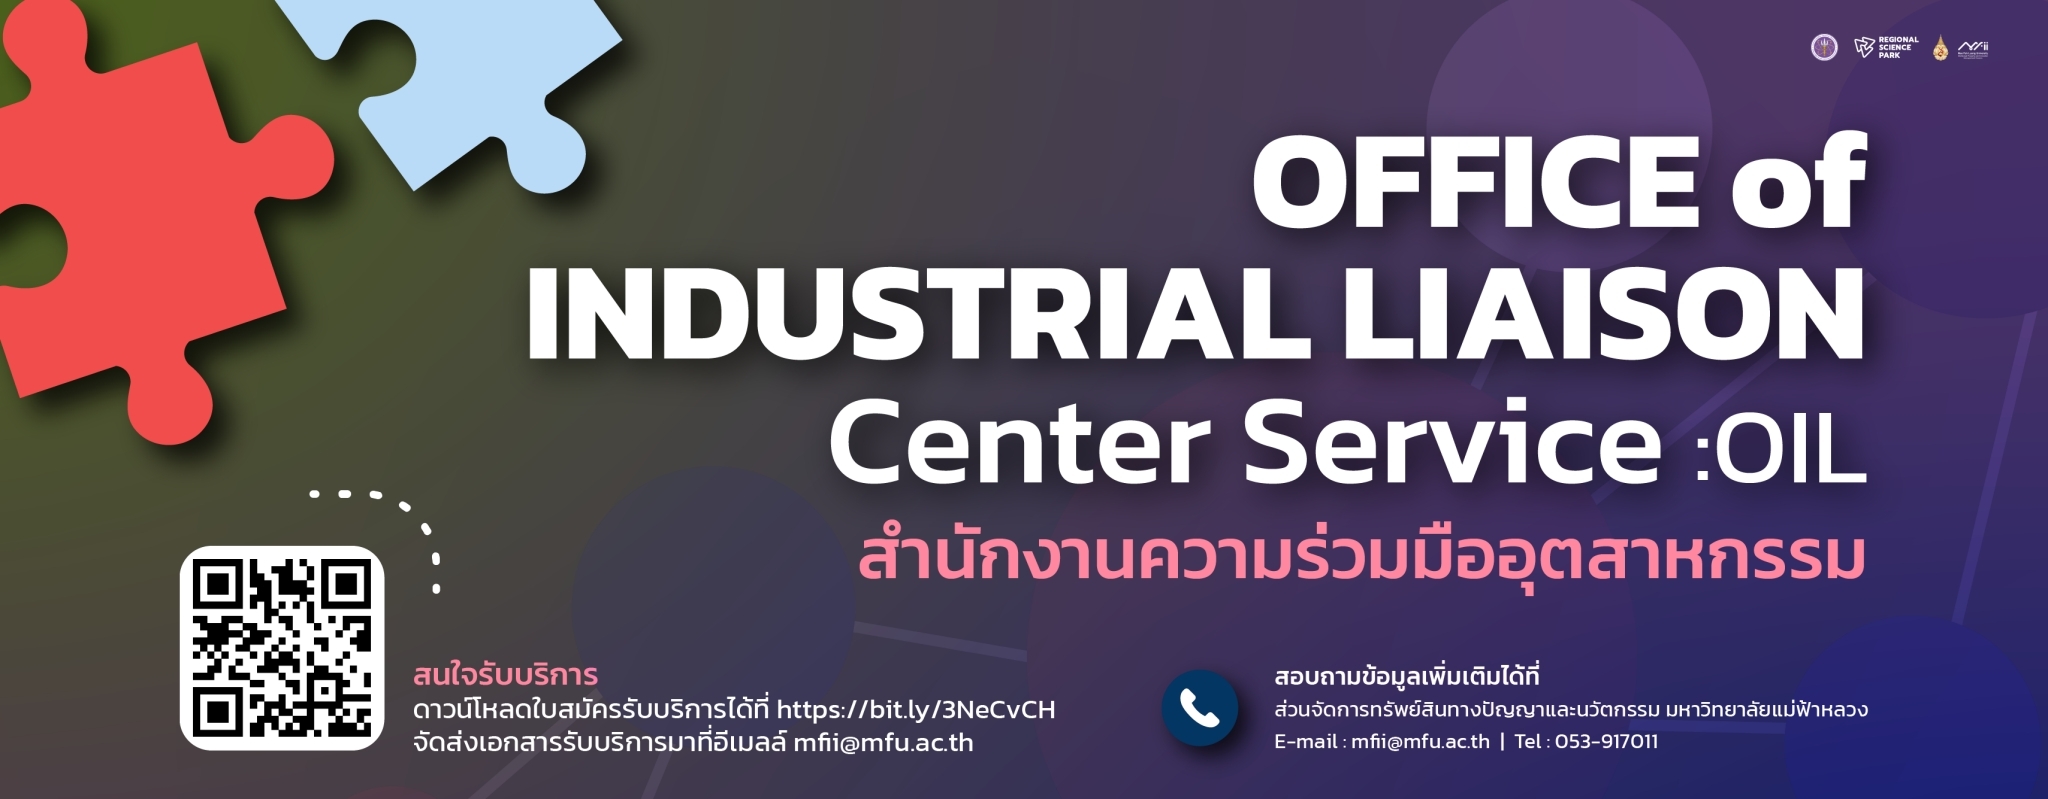 REGIONAL
SCIENCE
PARK
OFFICE of
INDUSTRIAL LIAISON
Center Service :OIL
สำนักงานความร่วมมืออุตสาหกรรม
สนใจรับบริการ
ดาวน์โหลดใบสมัครรับบริการได้ที่ https://bit.ly/3NeCvCH
จัดส่งเอกสารรับบริการมาที่อีเมลล์ mfii@mfu.ac.th
สอบถามข้อมูลเพิ่มเติมได้ที่
ส่วนจัดการทรัพย์สินทางปัญญาและนวัตกรรม มหาวิทยาลัยแม่ฟ้าหลวง
E-mail : mfii@mfu.ac.th | Tel : 053-917011